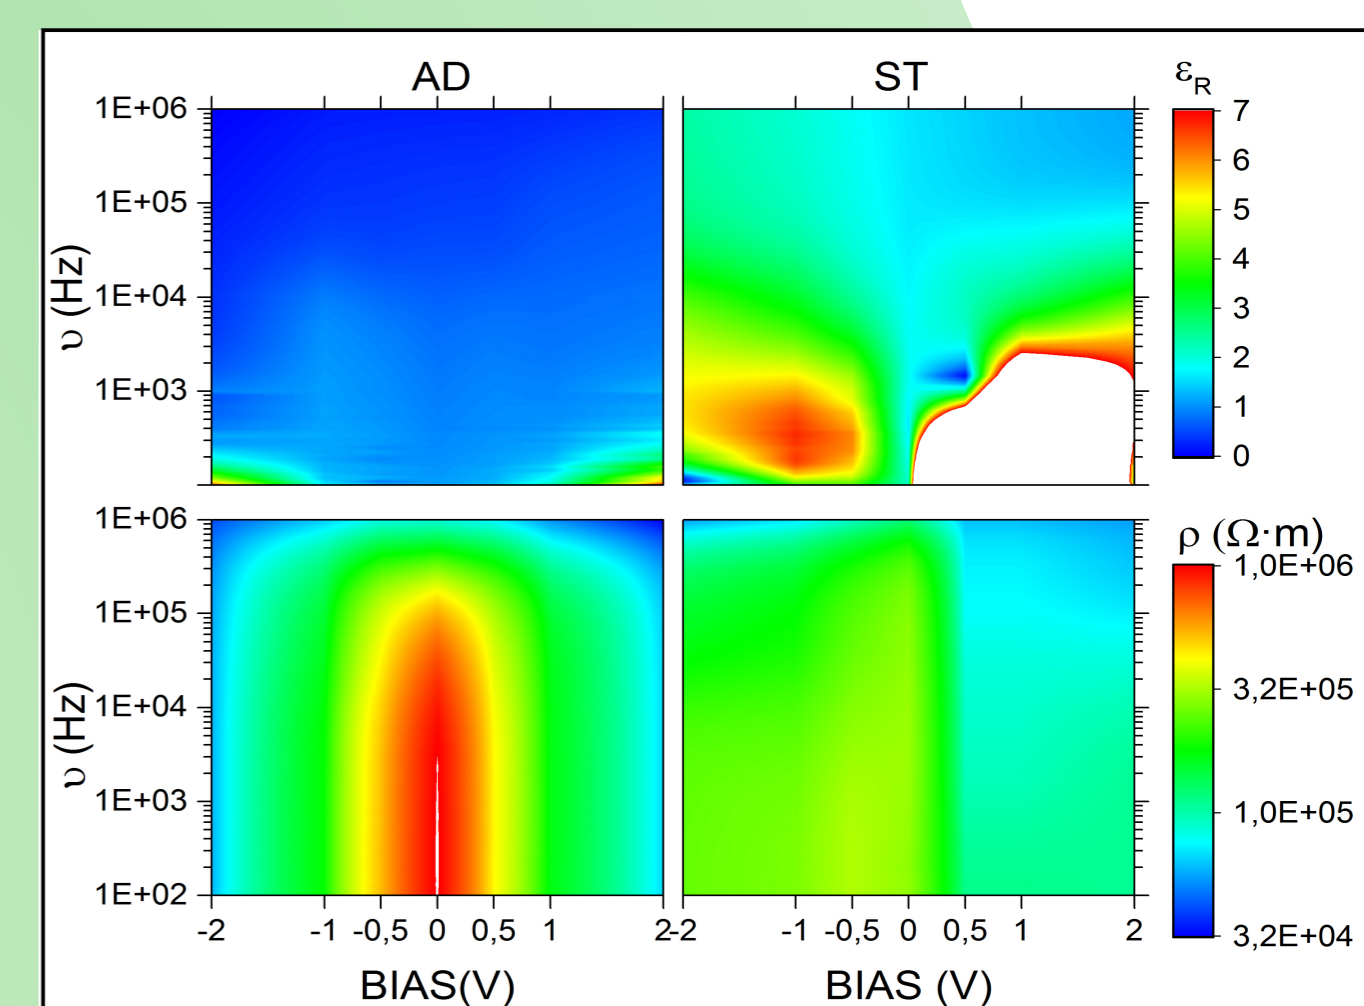 AD ST εR
1E+06
1E+05
1E+04
1E+03
υ (Hz)
7
6
5
4
3
2
1
0
1E+06
1E+05
1E+04
1E+03
1E+02
υ (Hz)
ρ (Ω·m)
1,0E+06
3,2E+05
1,0E+05
3,2E+04
-2 -1 -0,5 0 0,5 1 2 -2 -1 -0,5 0 0,5 1 2
BIAS(V) BIAS (V)